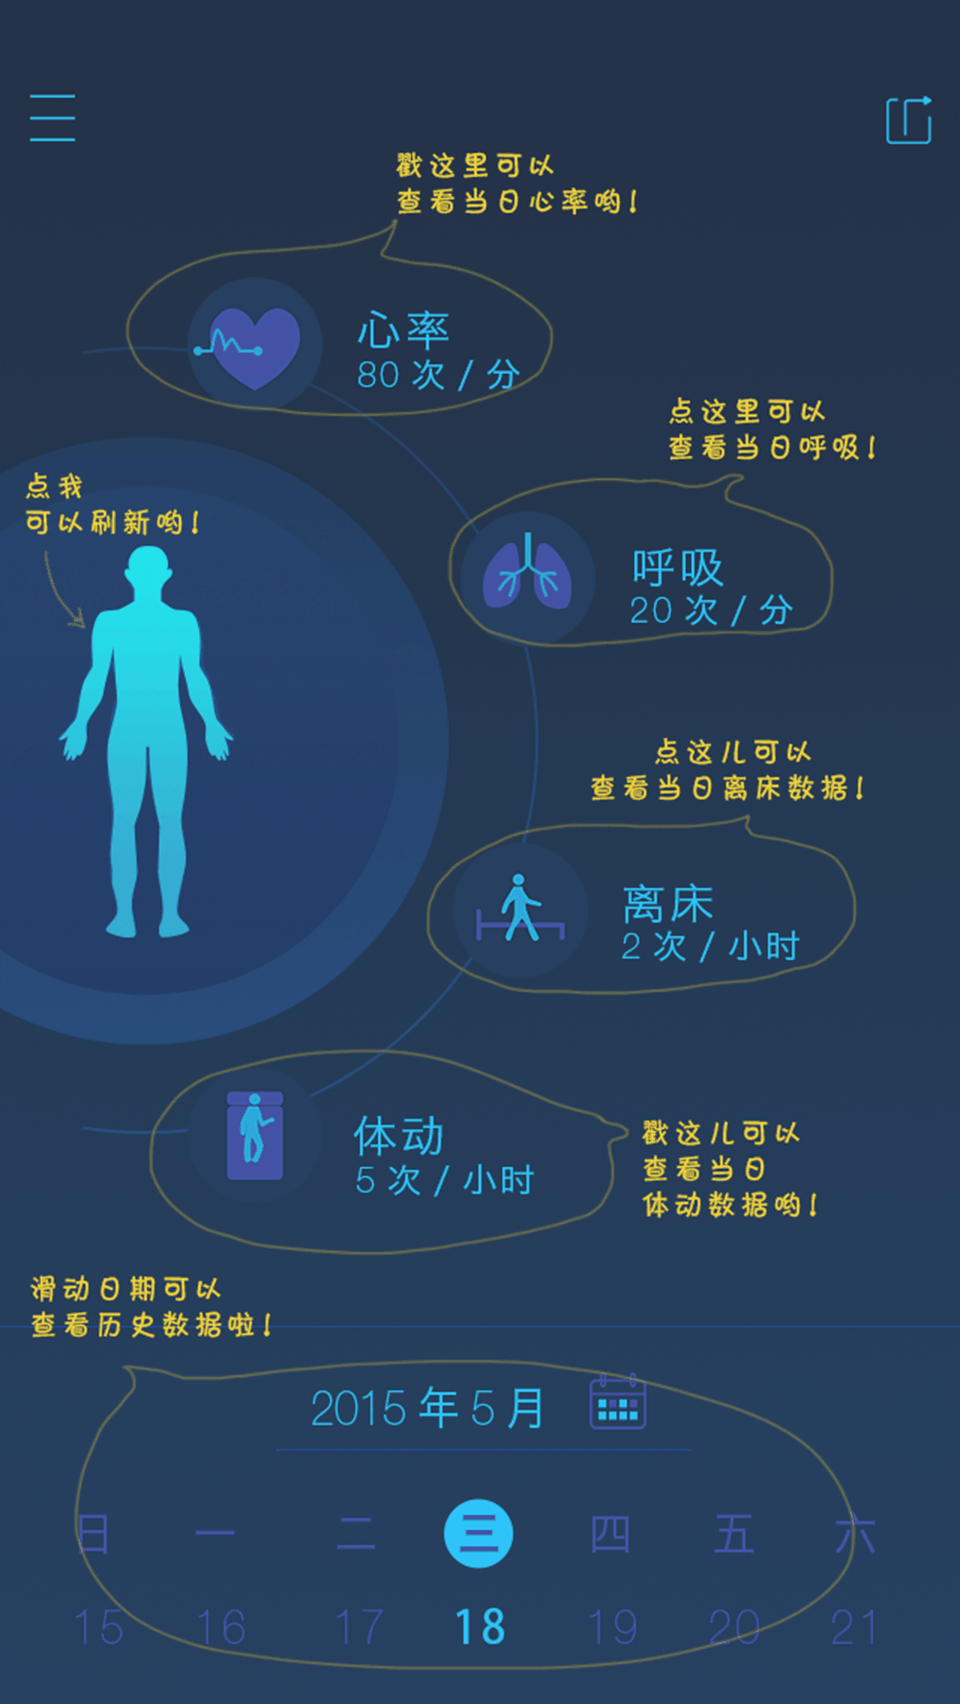 戳这里可以
查看当日心率哟!
心率
80 次 / 分
点这里可以
查看当日呼吸!
点我
可以刷新哟!
呼吸
20 次 / 分
点这儿可以
查看当日离床数据!
离床
2 次 / 小时
体动
5 次 / 小时
戳这儿可以
查看当日
体动数据哟!
滑动日期可以
查看历史数据啦!
2015 年 5 月
日 一 二 三 四 五 六
15 16 17 18 19 20 21